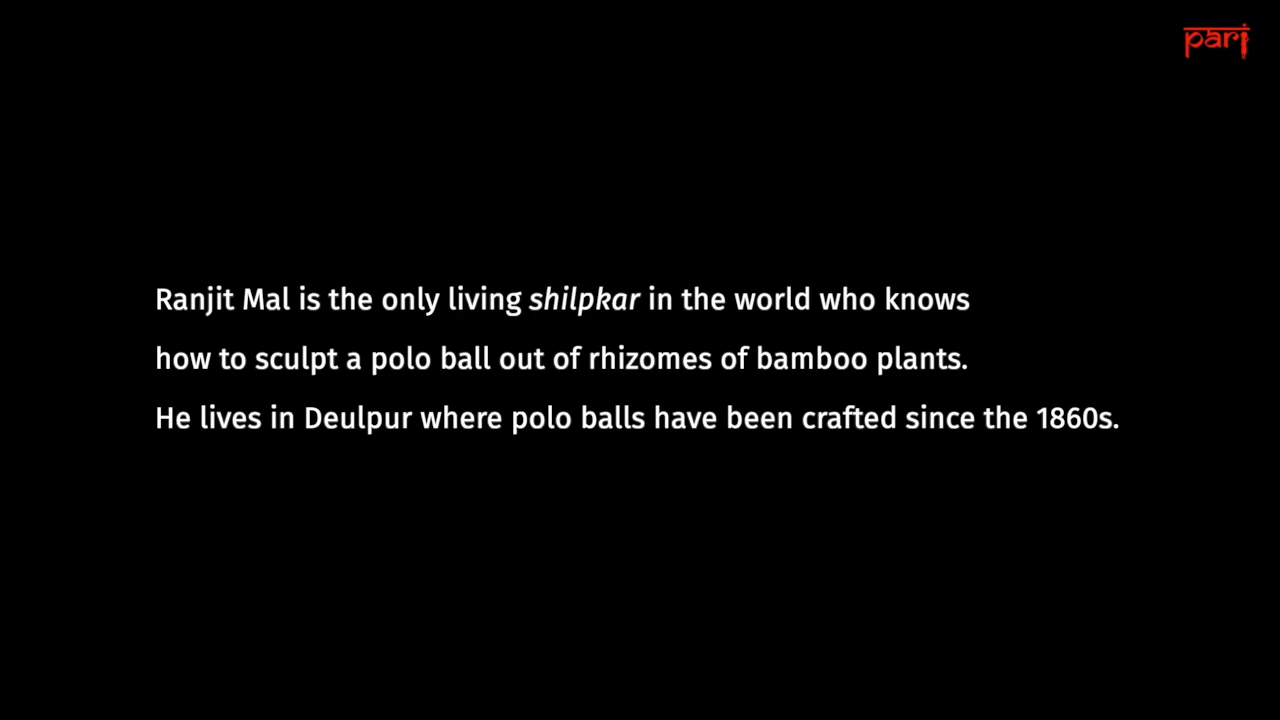 pari
Ranjit Mal is the only living shilpkar in the world who knows
how to sculpt a polo ball out of rhizomes of bamboo plants.
He lives in Deulpur where polo balls have been crafted since the 1860s.